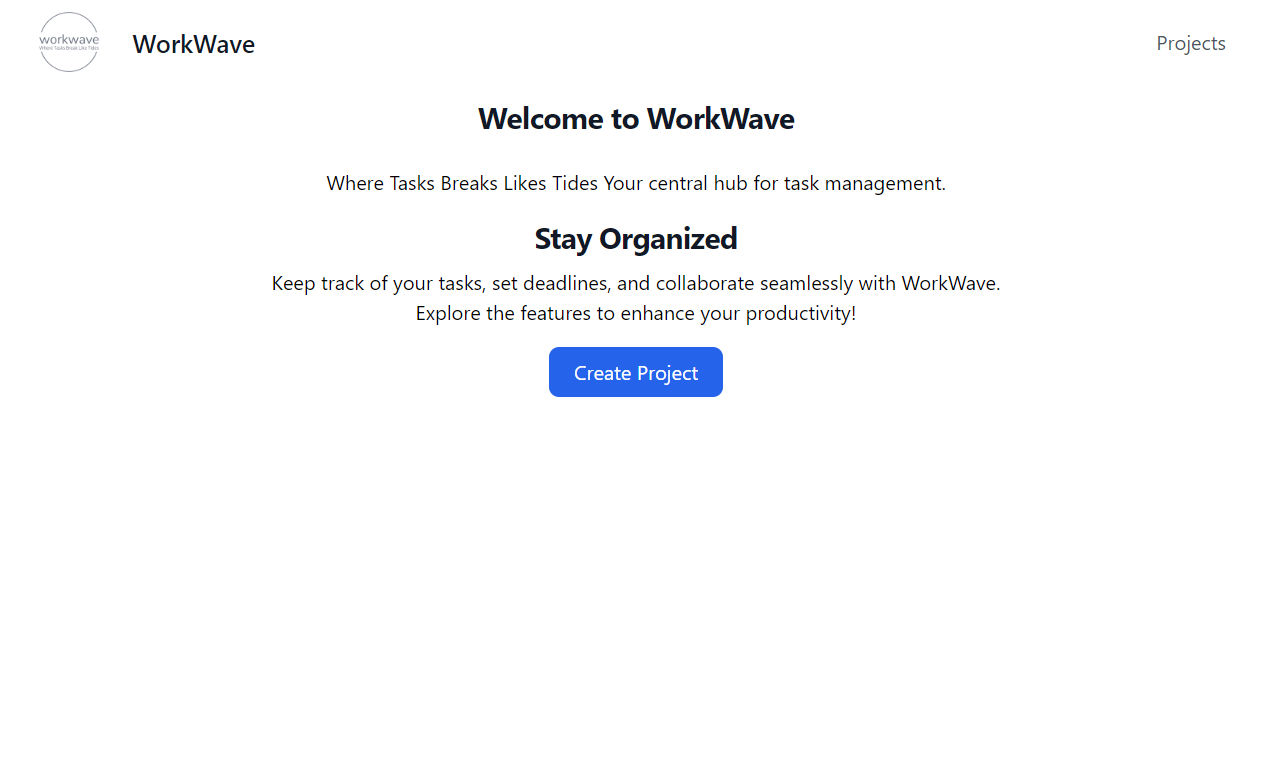 workwave
Where Tasks Break Like Tides
WorkWave
Projects
Welcome to WorkWave
Where Tasks Breaks Likes Tides Your central hub for task management.
Stay Organized
Keep track of your tasks, set deadlines, and collaborate seamlessly with WorkWave.
Explore the features to enhance your productivity!
Create Project